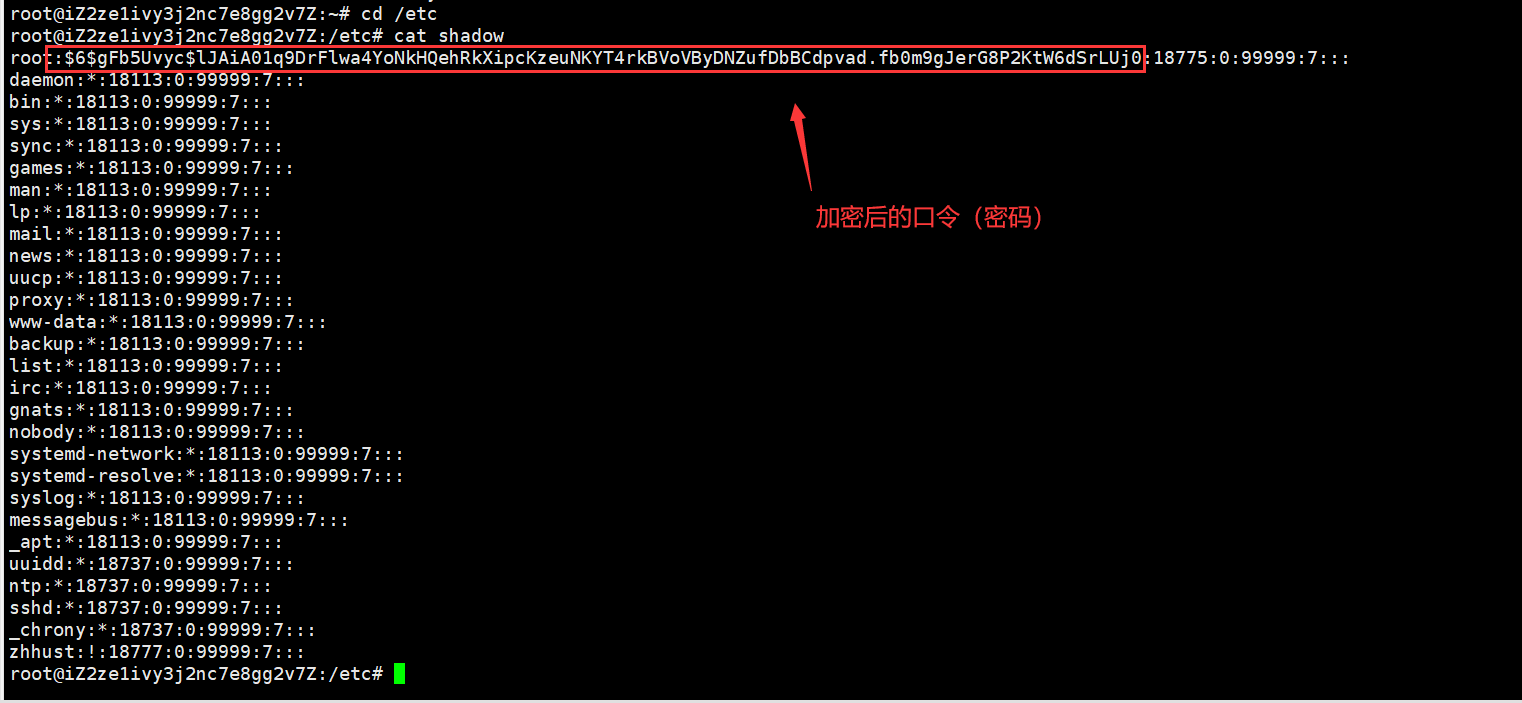 root@iZ2ze1ivy3j2nc7e8gg2v7Z:~# cd /etc
root@iZ2ze1ivy3j2nc7e8gg2v7Z:/etc# cat shadow
root:$6$gFb5Uvyc$lJAiA01q9DrFlwa4YoNkHQehRkXipcKzeuNKYT4rkBVoVByDNZufDbBCdpvad.fb0m9gJerG8P2KtW6dSrLUj0:18775:0:99999:7:::
daemon:*:18113:0:99999:7:::
bin:*:18113:0:99999:7:::
sys:*:18113:0:99999:7:::
sync:*:18113:0:99999:7:::
games:*:18113:0:99999:7:::
man:*:18113:0:99999:7:::
lp:*:18113:0:99999:7:::
加密后的口令（密码）
mail:*:18113:0:99999:7:::
news:*:18113:0:99999:7:::
uucp:*:18113:0:99999:7:::
proxy:*:18113:0:99999:7:::
www-data:*:18113:0:99999:7:::
backup:*:18113:0:99999:7:::
list:*:18113:0:99999:7:::
irc:*:18113:0:99999:7:::
gnats:*:18113:0:99999:7:::
nobody:*:18113:0:99999:7:::
systemd-network:*:18113:0:99999:7:::
systemd-resolve:*:18113:0:99999:7:::
syslog:*:18113:0:99999:7:::
messagebus:*:18113:0:99999:7:::
_apt:*:18113:0:99999:7:::
uuidd:*:18737:0:99999:7:::
ntp:*:18737:0:99999:7:::
sshd:*:18737:0:99999:7:::
_chrony:*:18737:0:99999:7:::
zhhust:!:18777:0:99999:7:::
root@iZ2ze1ivy3j2nc7e8gg2v7Z:/etc#